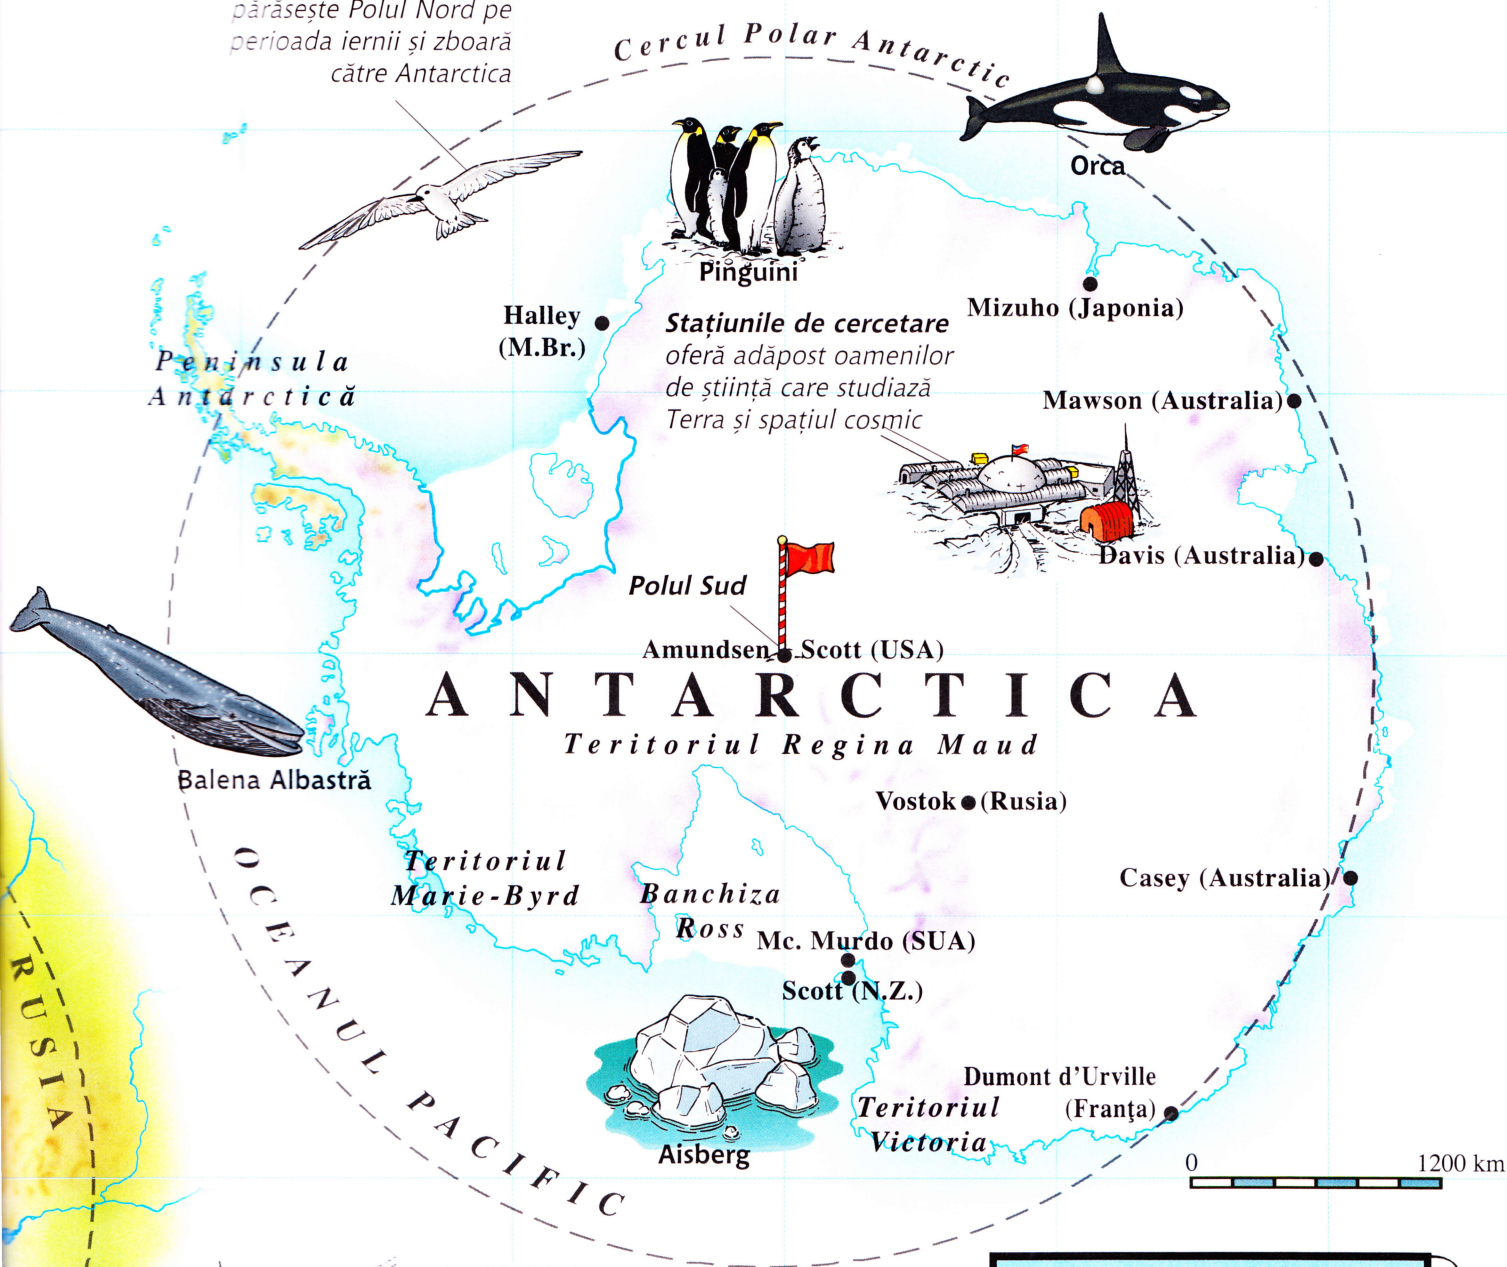 părăsește Polul Nord pe
perioada iernii și zboară
către Antarctica
Cercul Polar Antarctic
Orca
Pinguini
Halley
(M.Br.)
Stațiunile de cercetare
oferă adăpost oamenilor
de știință care studiază
Terra și spațiul cosmic
Mizuho (Japonia)
Peninsula
Antarctică
Mawson (Australia)
Davis (Australia)
Polul Sud
Amundsen - Scott (USA)
ANTARCTICA
Teritoriul Regina Maud
Balena Albastră
Vostok (Rusia)
Teritoriul
Marie-Byrd
Banchiza
Ross
Casey (Australia)
Mc. Murdo (SUA)
Scott (N.Z.)
OCEANUL PACIFIC
RUSIA
Dumont d'Urville
(Franţa)
Teritoriul
Victoria
Aisberg
0 1200 km